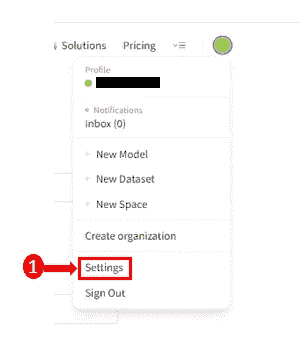 Solutions Pricing
Profile
Notifications
Inbox (0)
New Model
New Dataset
New Space
Create organization
1 Settings
Sign Out